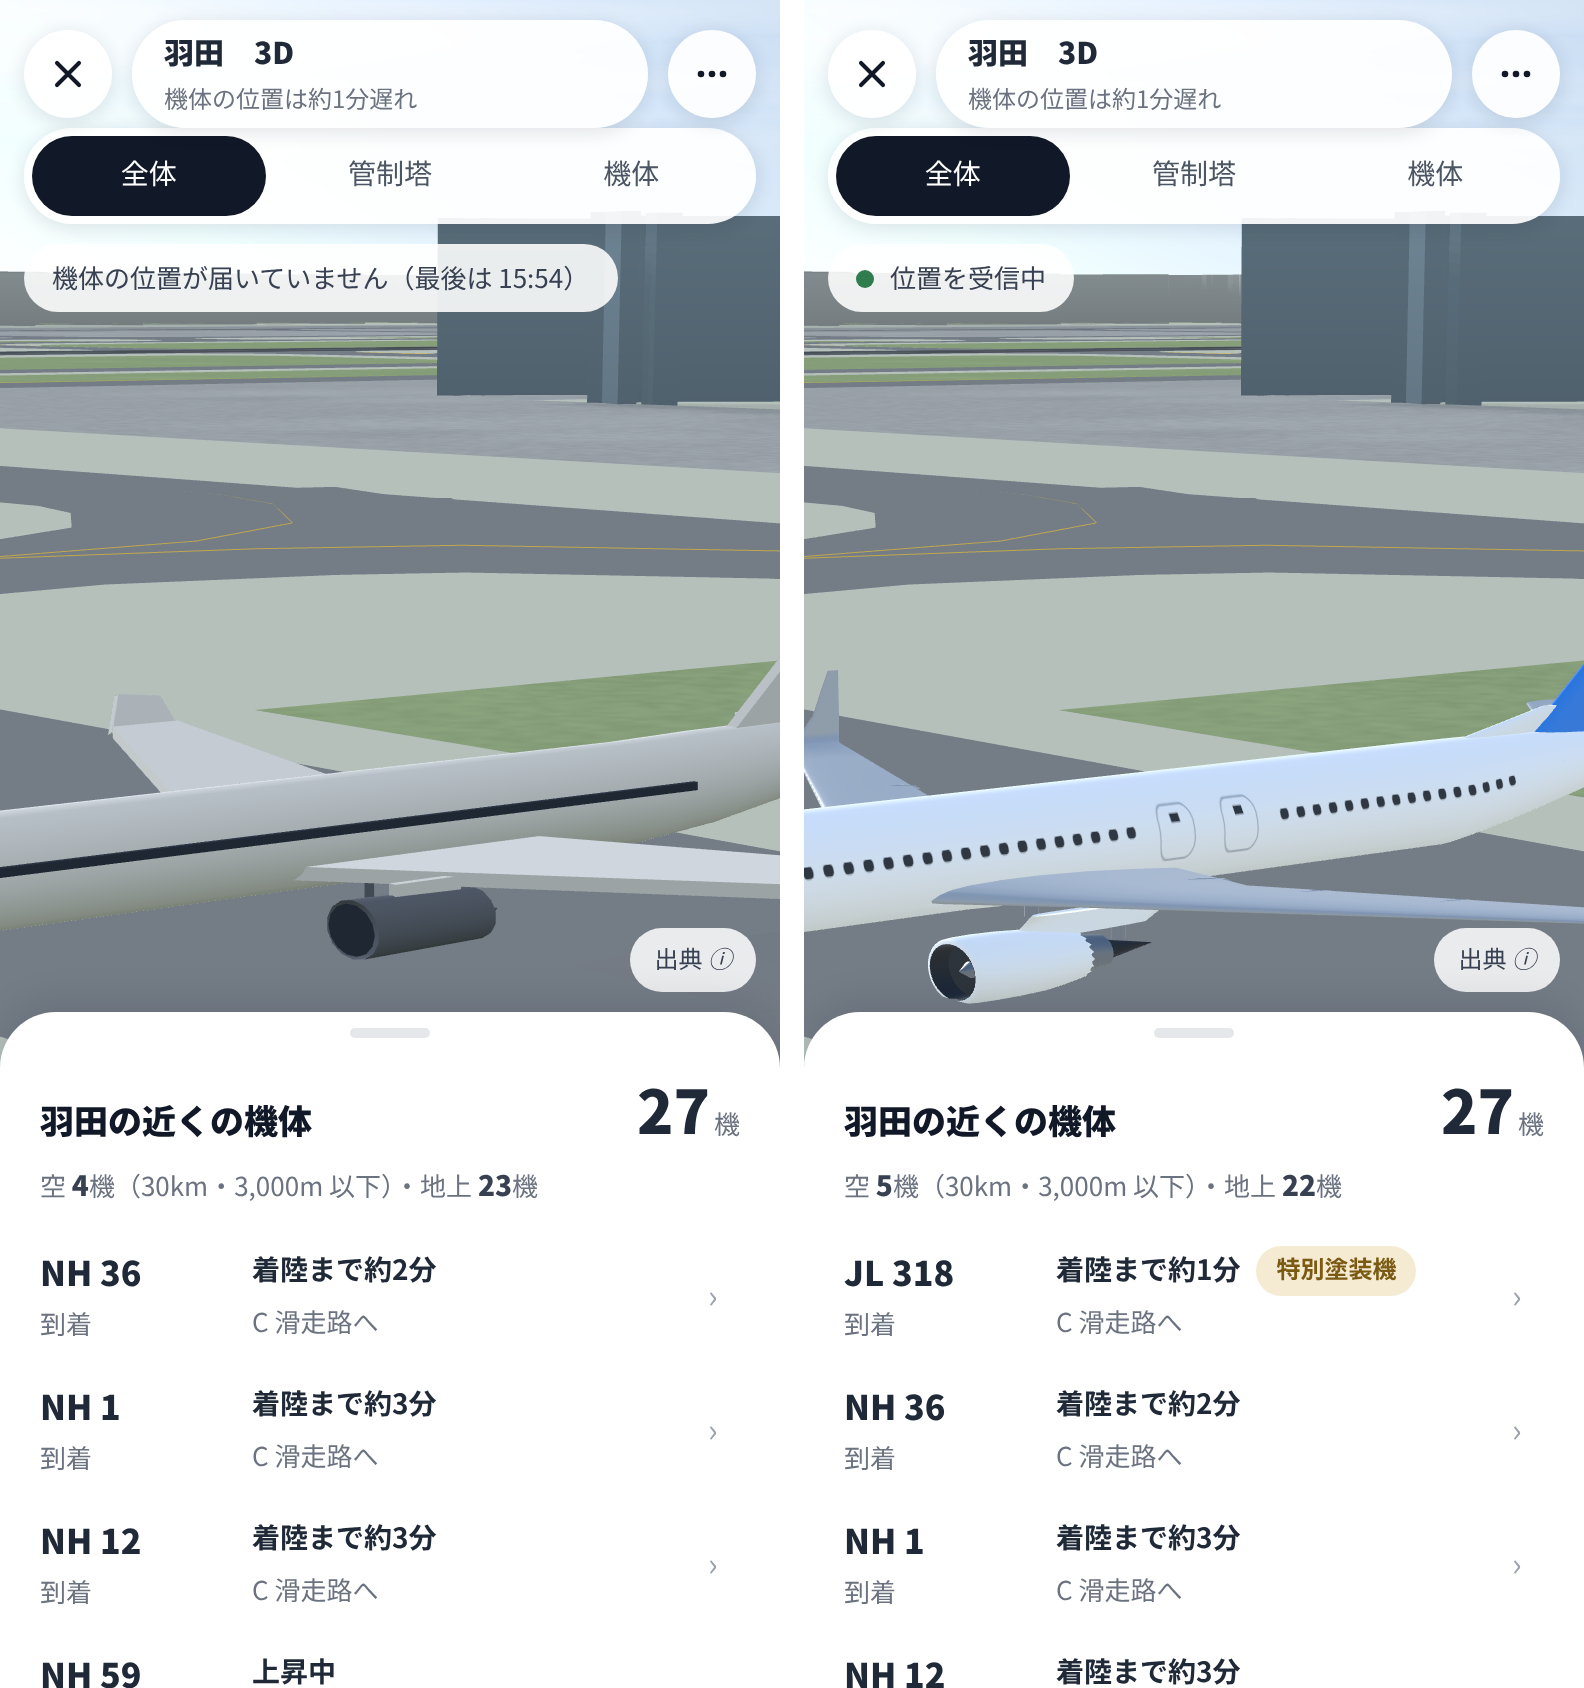 羽田　3D
機体の位置は約1分遅れ
全体
管制塔
機体
機体の位置が届いていません（最後は 15:54）
出典 ⓘ
羽田の近くの機体
27機
空 4機（30km・3,000m 以下）・地上 23機
NH 36
着陸まで約2分
到着
C 滑走路へ
NH 1
着陸まで約3分
到着
C 滑走路へ
NH 12
着陸まで約3分
到着
C 滑走路へ
NH 59
上昇中
羽田　3D
機体の位置は約1分遅れ
全体
管制塔
機体
位置を受信中
出典 ⓘ
羽田の近くの機体
27機
空 5機（30km・3,000m 以下）・地上 22機
JL 318
着陸まで約1分 特別塗装機
到着
C 滑走路へ
NH 36
着陸まで約2分
到着
C 滑走路へ
NH 1
着陸まで約3分
到着
C 滑走路へ
NH 12
着陸まで約3分